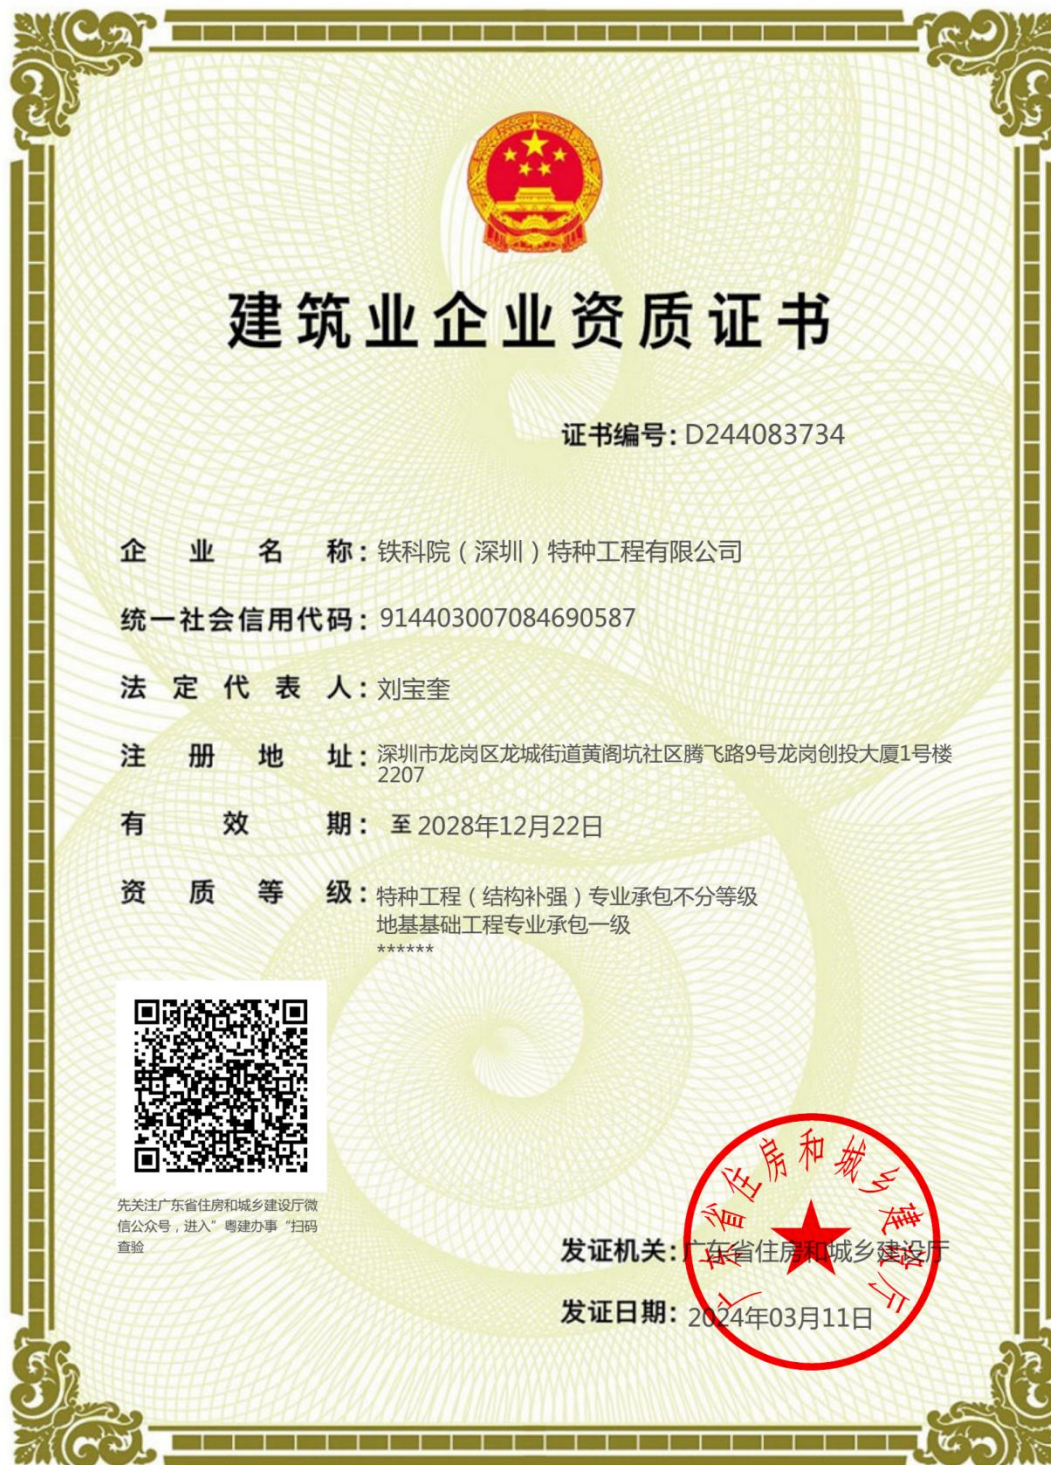 建筑业企业资质证书
证书编号：D244083734
企业名称：铁科院（深圳）特种工程有限公司
统一社会信用代码：914403007084690587
法定代表人：刘宝奎
注册地址：深圳市龙岗区龙城街道黄阁坑社区腾飞路9号龙岗创投大厦1号楼
2207
有效期：至 2028年12月22日
资质等级：特种工程（结构补强）专业承包不分等级
地基基础工程专业承包一级
******
先关注广东省住房和城乡建设厅微
信公众号，进入“粤建办事“扫码
查验
广东省住房和城乡建设厅
发证机关：广东省住房和城乡建设厅
发证日期：2024年03月11日